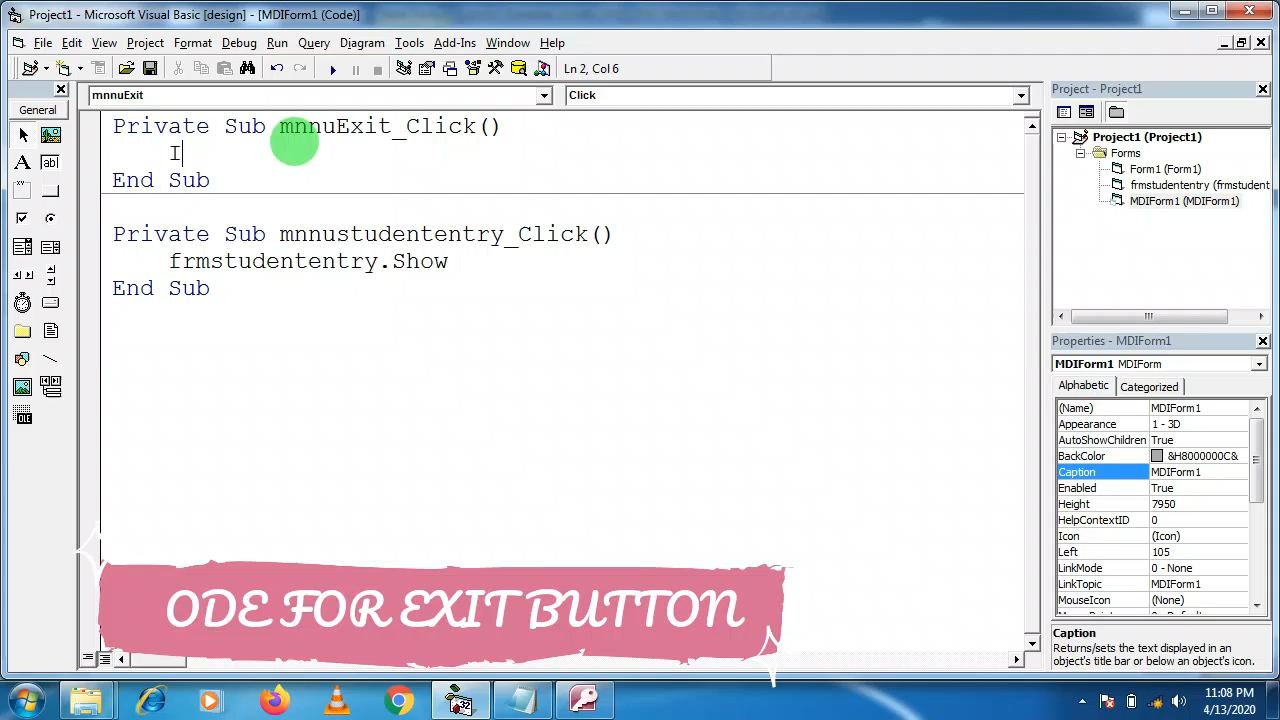 Project1 - Microsoft Visual Basic [design] - [MDIForm1 (Code)]
File Edit View Project Format Debug Run Query Diagram Tools Add-Ins Window Help
Ln 2, Col 6
General
mnnuExit
Click
Private Sub mnnuExit_Click()
I
End Sub
Private Sub mnnustudententry_Click()
frmstudententry.Show
End Sub
ODE FOR EXIT BUTTON
Project - Project1
Project1 (Project1)
Forms
Form1 (Form1)
frmstudententry (frmstudent
MDIForm1 (MDIForm1)
Properties - MDIForm1
MDIForm1 MDIForm
Alphabetic Categorized
(Name) MDIForm1
Appearance 1 - 3D
AutoShowChildren True
BackColor &H8000000C&
Caption MDIForm1
Enabled True
Height 7950
HelpContextID 0
Icon (Icon)
Left 105
LinkMode 0 - None
LinkTopic MDIForm1
MouseIcon (None)
Caption
Returns/sets the text displayed in an
object's title bar or below an object's icon.
11:08 PM
4/13/2020